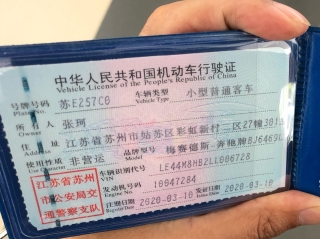 中华人民共和国机动车行驶证
Vehicle License of the People's Republic of China
号牌号码 苏E257C0 车辆类型 小型普通客车
Plate No. Vehicle Type
所有人 张珂
Owner
住址 江苏省苏州市姑苏区彩虹新村二区27幢301
Address
使用性质 非营运 品牌型号 梅赛德斯-奔驰牌BJ6469L
Use Character Model
江苏省苏州 车辆识别代号 LE44M8HB2LL006728
VIN
市公安局交 发动机号码 10047284
Engine No.
通警察支队 注册日期 2020-03-10 发证日期 2020-03-10
Register Date Issue Date